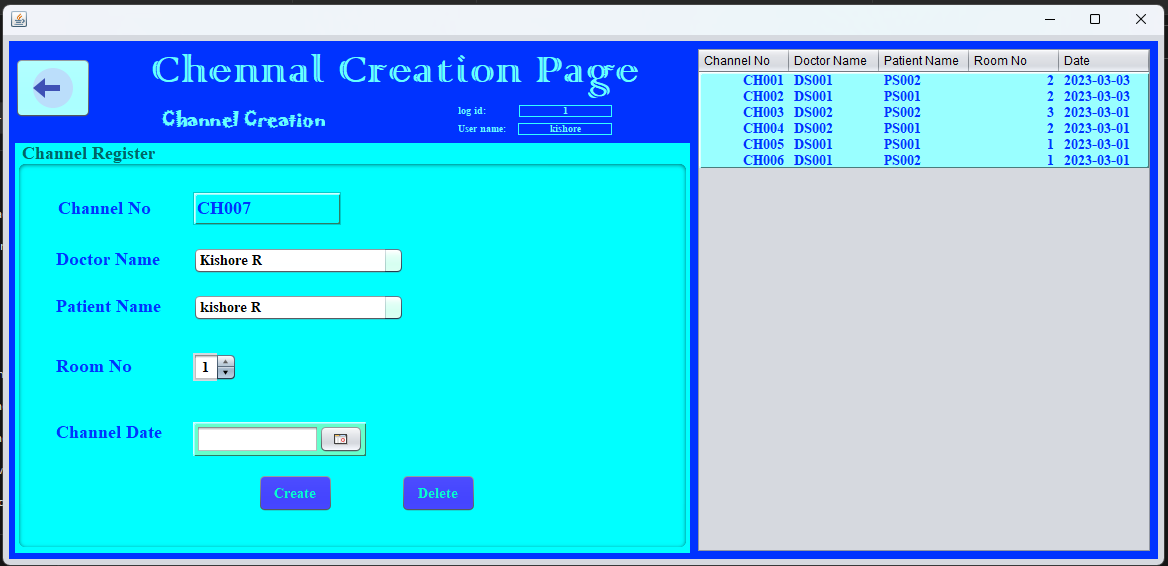 Chennal Creation Page
Channel Creation
log id: 1
User name: kishore
Channel Register
Channel No CH007
Doctor Name Kishore R
Patient Name kishore R
Room No 1
Channel Date
Create Delete
Channel No Doctor Name Patient Name Room No Date
CH001 DS001 PS002 2 2023-03-03
CH002 DS001 PS001 2 2023-03-03
CH003 DS002 PS002 3 2023-03-01
CH004 DS002 PS001 2 2023-03-01
CH005 DS001 PS001 1 2023-03-01
CH006 DS001 PS002 1 2023-03-01